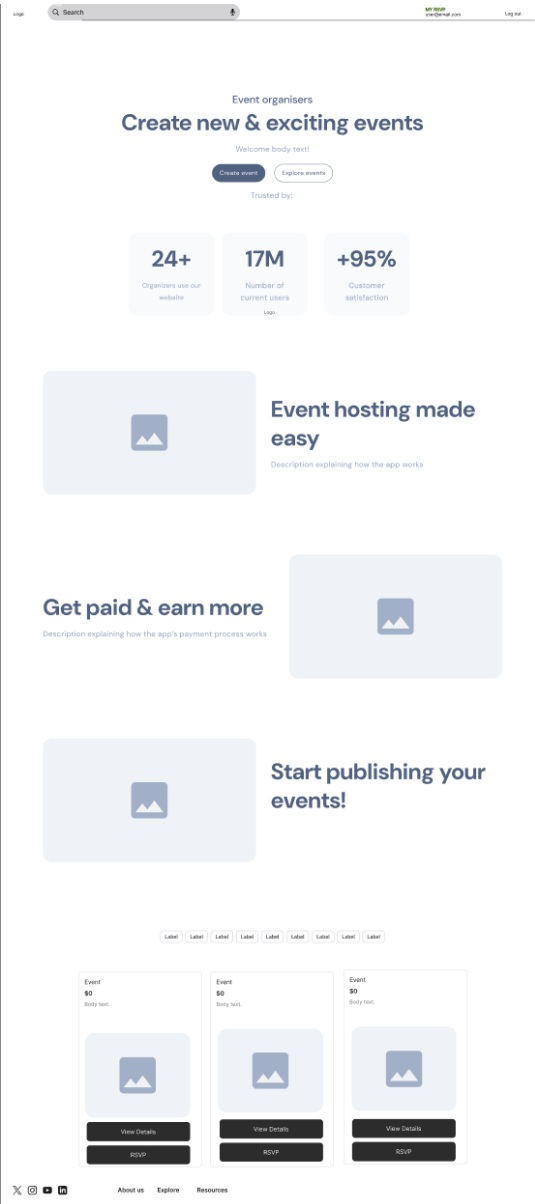 Logo
Search
MY RSVP
user@email.com
Log out
Event organisers
Create new & exciting events
Welcome body text!
Create event
Explore events
Trusted by:
24+
Organizers use our
website
17M
Number of
current users
+95%
Customer
satisfaction
Logo
Event hosting made
easy
Description explaining how the app works
Get paid & earn more
Description explaining how the app's payment process works
Start publishing your
events!
Label Label Label Label Label Label Label Label Label
Event
$0
Body text.
View Details
RSVP
Event
$0
Body text.
View Details
RSVP
Event
$0
Body text.
View Details
RSVP
About us Explore Resources